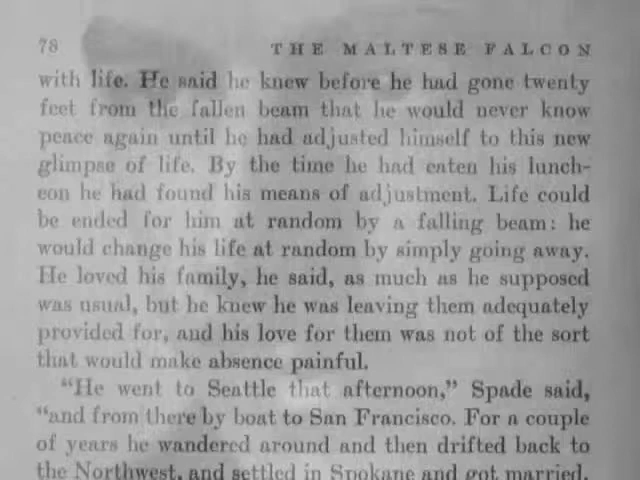 78
THE MALTESE FALCON
with life. He said he knew before he had gone twenty
feet from the fallen beam that he would never know
peace again until he had adjusted himself to this new
glimpse of life. By the time he had eaten his lunch-
eon he had found his means of adjustment. Life could
be ended for him at random by a falling beam: he
would change his life at random by simply going away.
He loved his family, he said, as much as he supposed
was usual, but he knew he was leaving them adequately
provided for, and his love for them was not of the sort
that would make absence painful.
"He went to Seattle that afternoon," Spade said,
"and from there by boat to San Francisco. For a couple
of years he wandered around and then drifted back to
the Northwest, and settled in Spokane and got married.